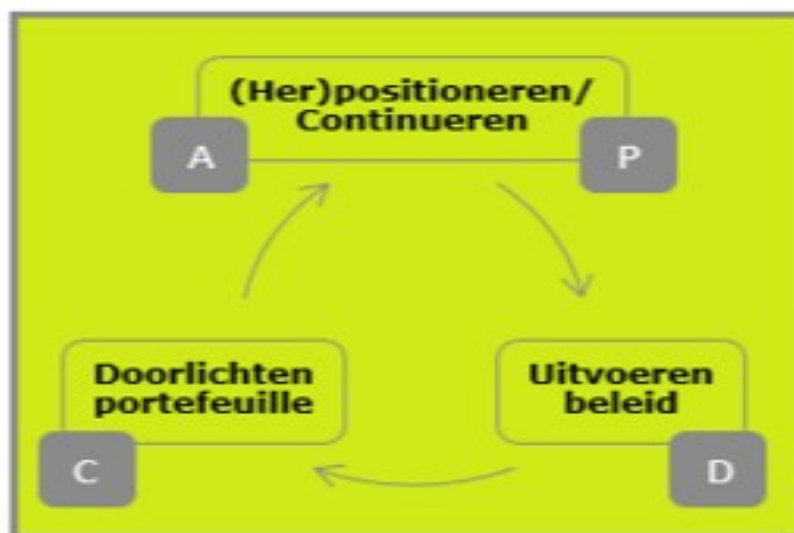 (Her)positioneren/
Continueren
A
P
Doorlichten
portefeuille
Uitvoeren
beleid
C
D